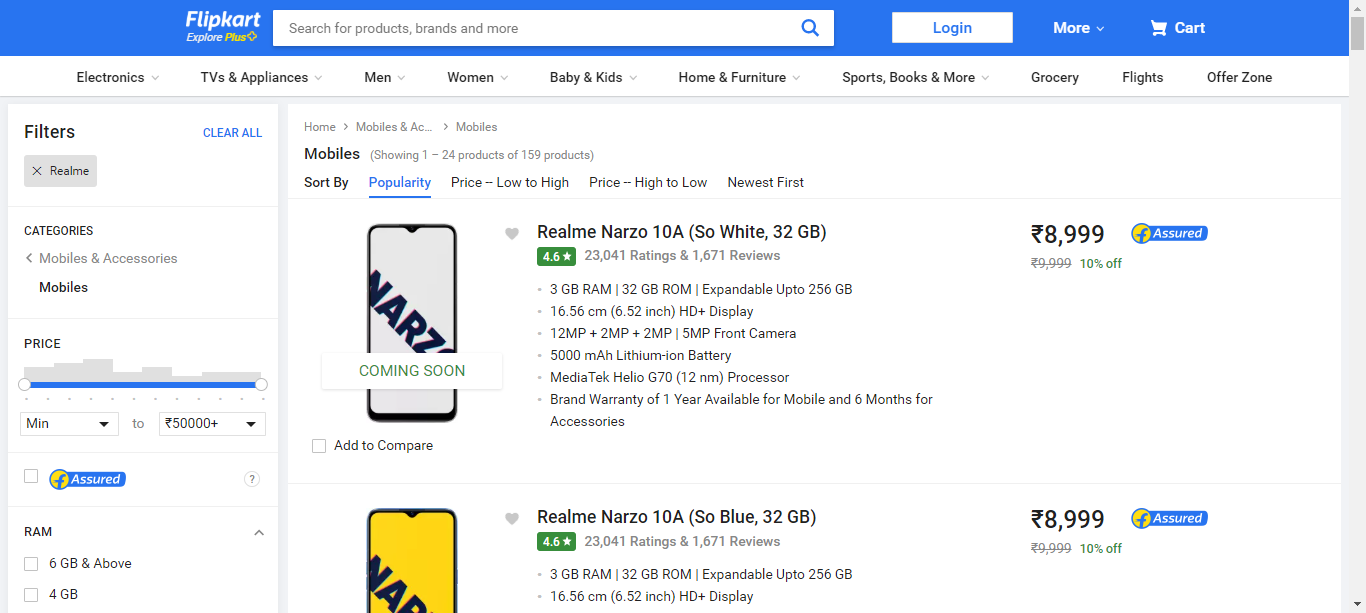 Flipkart
Explore Plus
Search for products, brands and more
Login
More
Cart
Electronics
TVs & Appliances
Men
Women
Baby & Kids
Home & Furniture
Sports, Books & More
Grocery
Flights
Offer Zone
Filters
CLEAR ALL
Realme
CATEGORIES
Mobiles & Accessories
Mobiles
PRICE
Min
to
₹50000+
Assured
?
RAM
6 GB & Above
4 GB
Home
Mobiles & Ac...
Mobiles
Mobiles (Showing 1 – 24 products of 159 products)
Sort By
Popularity
Price -- Low to High
Price -- High to Low
Newest First
NARZO
COMING SOON
Add to Compare
Realme Narzo 10A (So White, 32 GB)
4.6★ 23,041 Ratings & 1,671 Reviews
3 GB RAM | 32 GB ROM | Expandable Upto 256 GB
16.56 cm (6.52 inch) HD+ Display
12MP + 2MP + 2MP | 5MP Front Camera
5000 mAh Lithium-ion Battery
MediaTek Helio G70 (12 nm) Processor
Brand Warranty of 1 Year Available for Mobile and 6 Months for
Accessories
₹8,999
Assured
₹9,999 10% off
NAR
Realme Narzo 10A (So Blue, 32 GB)
4.6★ 23,041 Ratings & 1,671 Reviews
3 GB RAM | 32 GB ROM | Expandable Upto 256 GB
16.56 cm (6.52 inch) HD+ Display
₹8,999
Assured
₹9,999 10% off